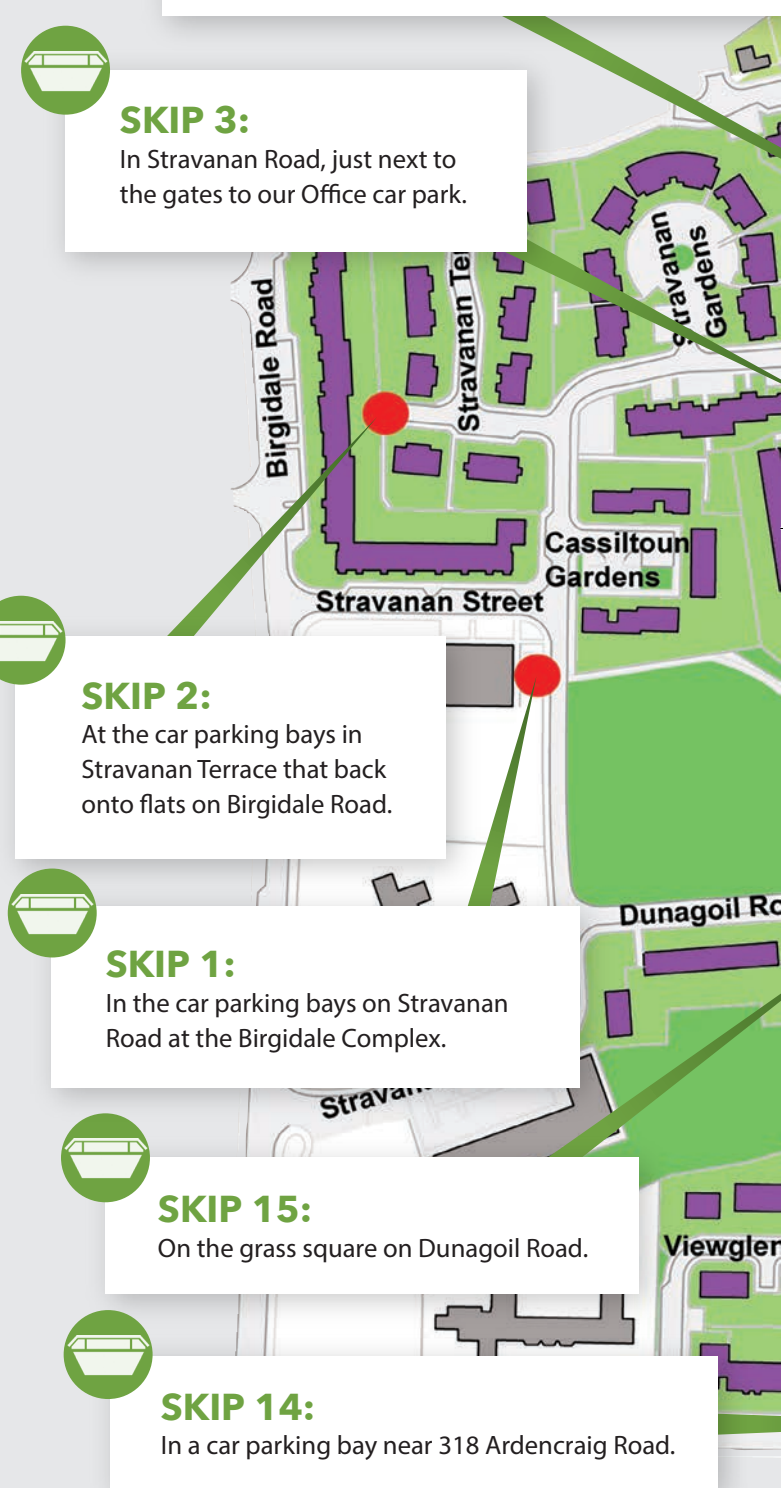 SKIP 3:
In Stravanan Road, just next to
the gates to our Office car park.
Stravanan
Gardens
Birgidale Road
Stravanan Te
Cassiltoun
Gardens
Stravanan Street
SKIP 2:
At the car parking bays in
Stravanan Terrace that back
onto flats on Birgidale Road.
Dunagoil Ro
SKIP 1:
In the car parking bays on Stravanan
Road at the Birgidale Complex.
SKIP 15:
On the grass square on Dunagoil Road.
Viewglen
SKIP 14:
In a car parking bay near 318 Ardencraig Road.